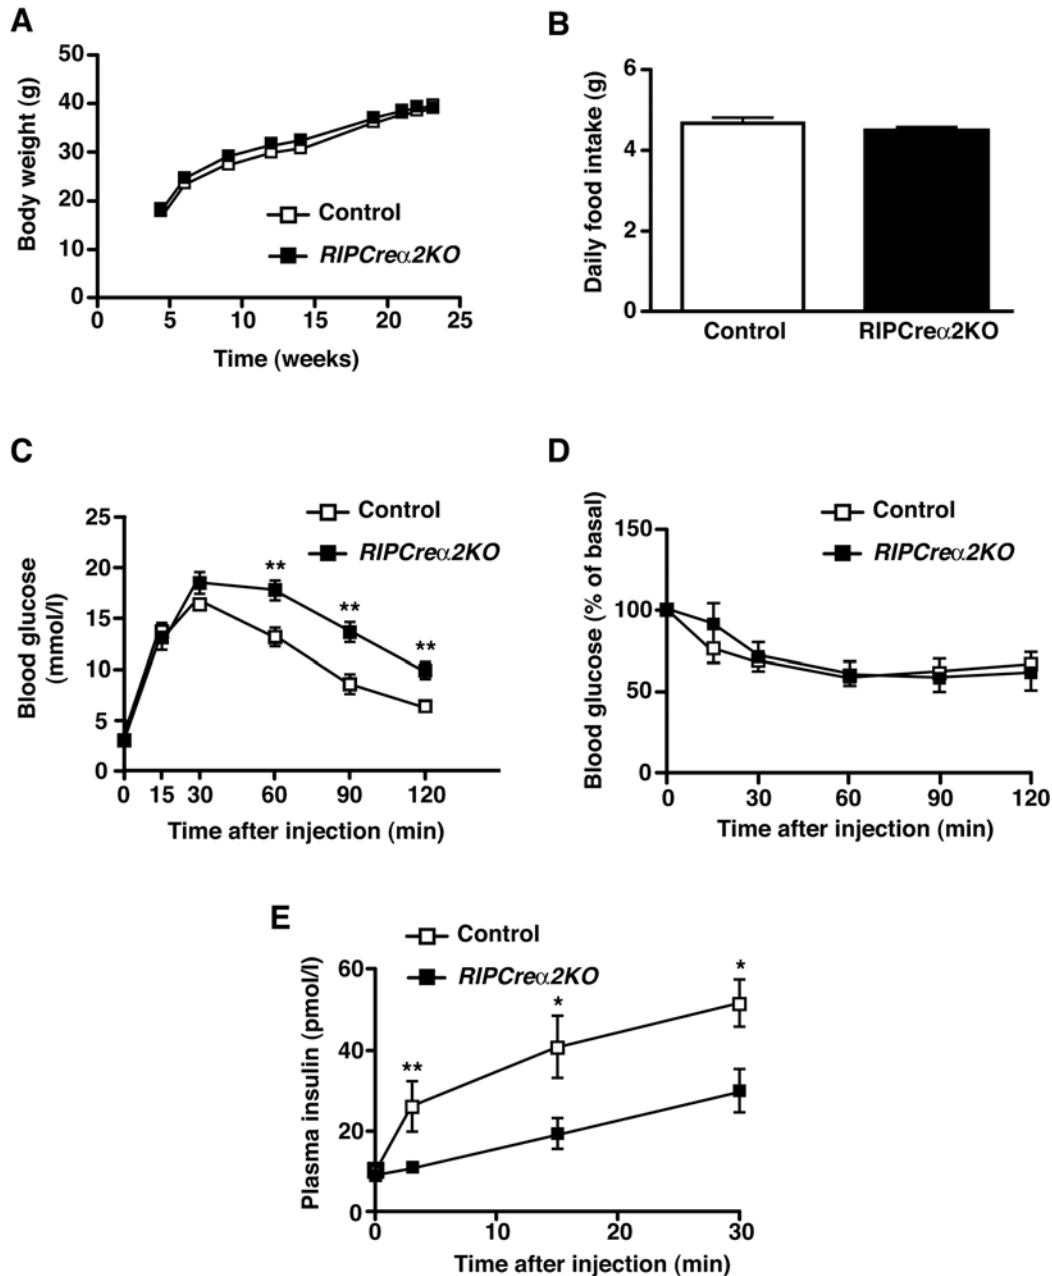 A
Body weight (g)
50
40
30
20
10
0
0 5 10 15 20 25
Time (weeks)
Control
RIPCreα2KO
B
Daily food intake (g)
6
4
2
0
Control RIPCreα2KO
C
Blood glucose
(mmol/l)
25
20
15
10
5
0
0 15 30 60 90 120
Time after injection (min)
Control
RIPCreα2KO
**
**
**
D
Blood glucose (% of basal)
150
100
50
0
0 30 60 90 120
Time after injection (min)
Control
RIPCreα2KO
E
Plasma insulin (pmol/l)
60
40
20
0
0 10 20 30
Time after injection (min)
Control
RIPCreα2KO
**
*
*